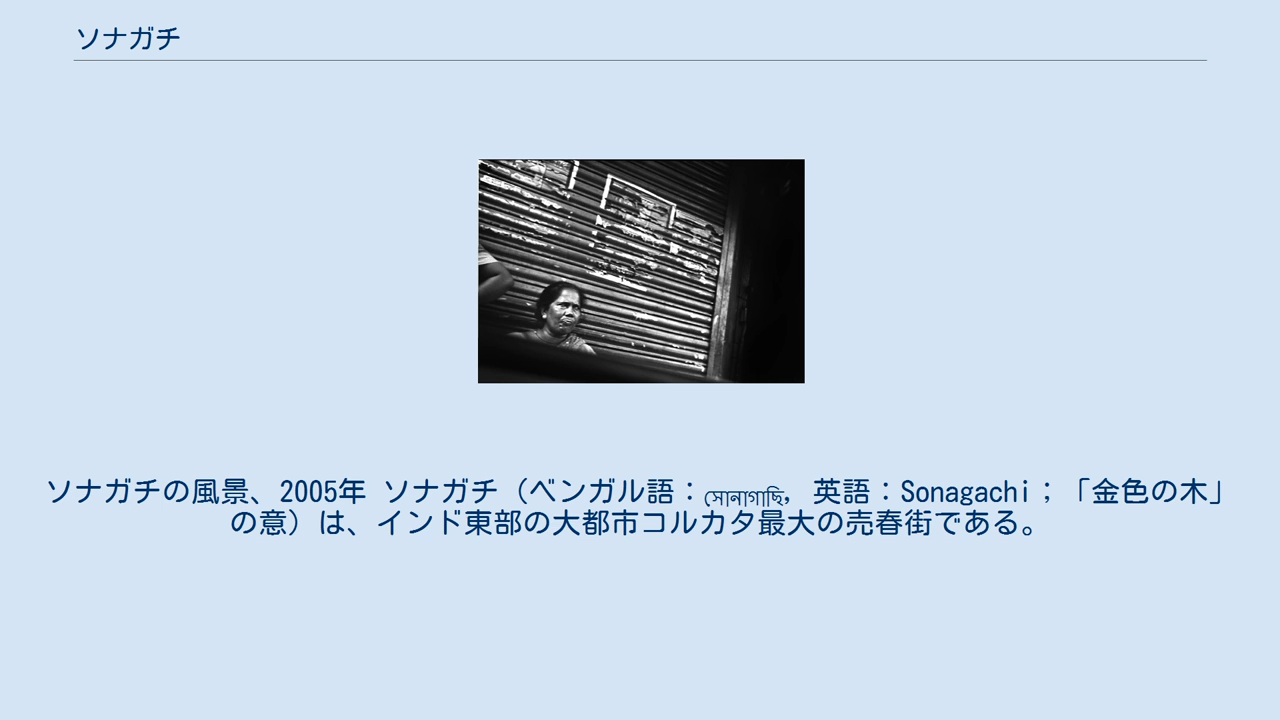 ソナガチ
ソナガチの風景、2005年 ソナガチ（ベンガル語：সোনাগাছি, 英語：Sonagachi；「金色の木」
の意）は、インド東部の大都市コルカタ最大の売春街である。